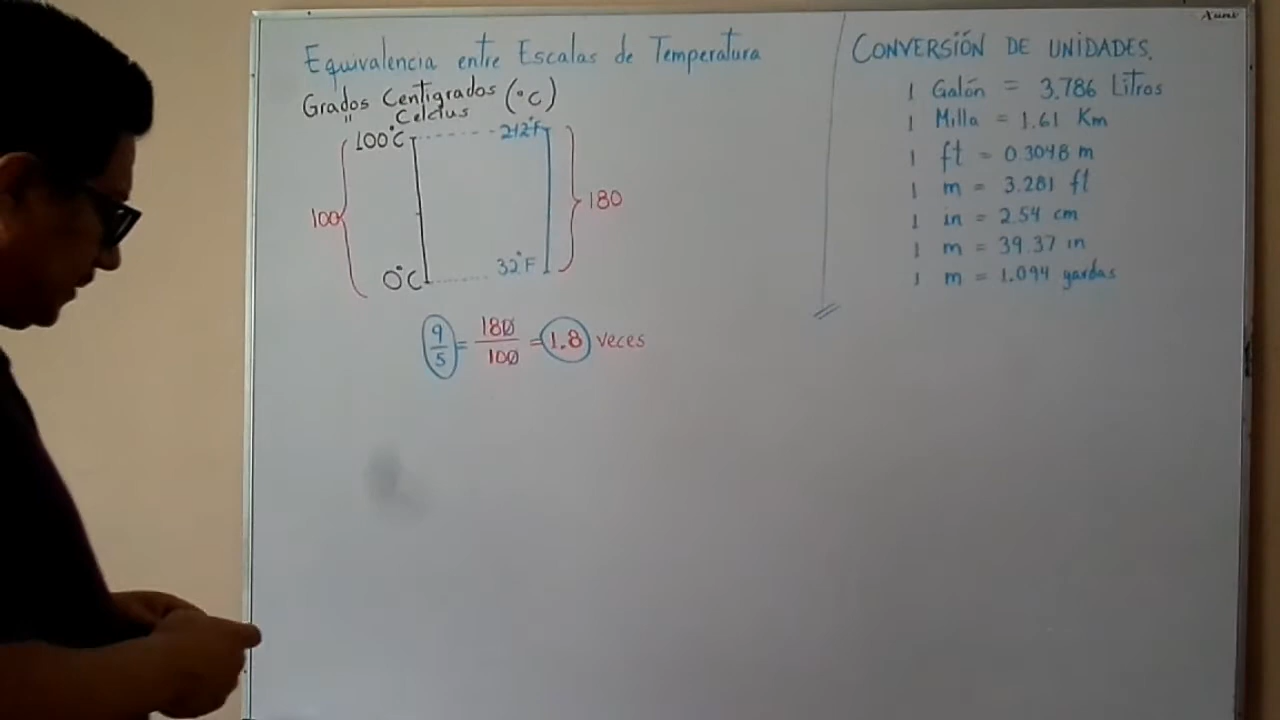 Equivalencia entre Escalas de Temperatura
Grados Centigrados (°C)
" Celcius
100°C 212°F
100 180
0°C 32°F
9/5 = 180/100 = 1.8 veces
CONVERSIÓN DE UNIDADES.
1 Galón = 3.786 Litros
1 Milla = 1.61 Km
1 ft = 0.3048 m
1 m = 3.281 ft
1 in = 2.54 cm
1 m = 39.37 in
1 m = 1.094 yardas